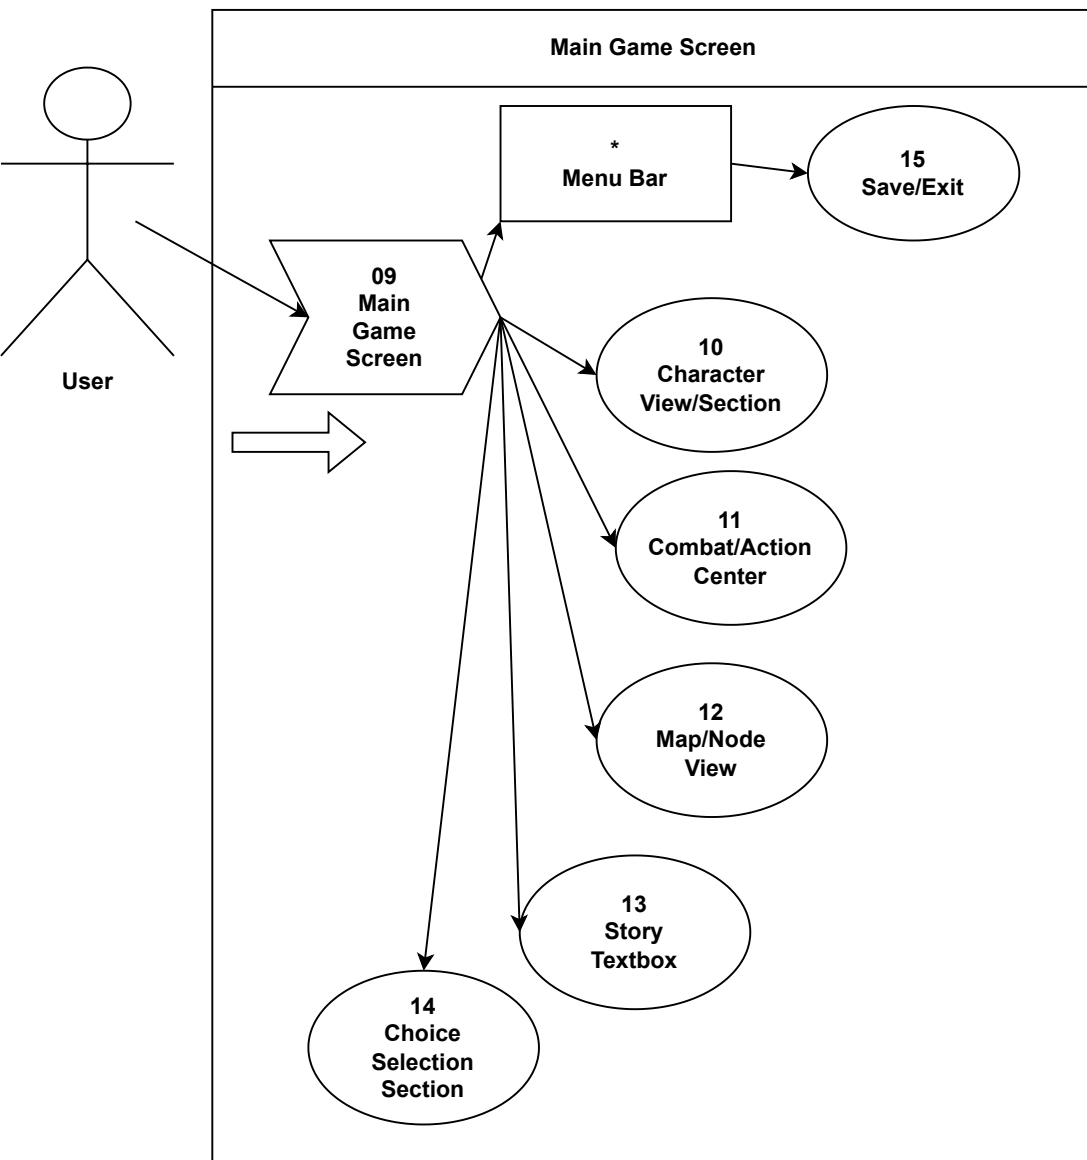 Main Game Screen
*
Menu Bar
15
Save/Exit
09
Main
Game
Screen
User
10
Character
View/Section
11
Combat/Action
Center
12
Map/Node
View
13
Story
Textbox
14
Choice
Selection
Section